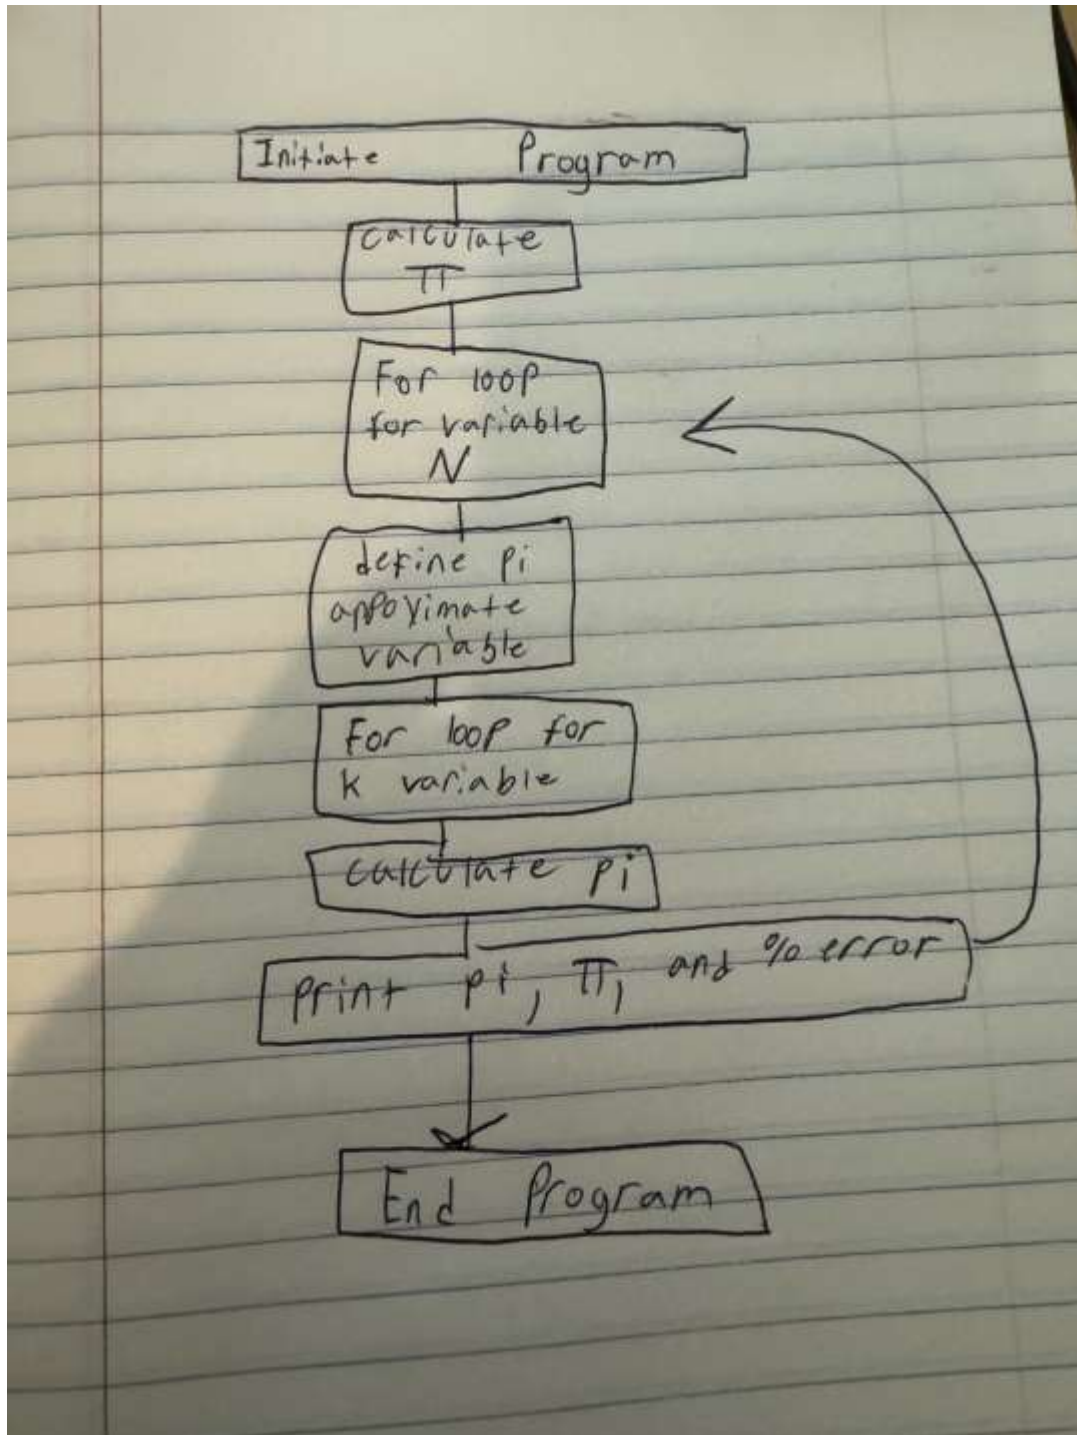 Initiate Program
calculate
π
For loop
for variable
N
define pi
appoximate
variable
For loop for
k variable
calculate pi
print pi, π, and % error
End Program